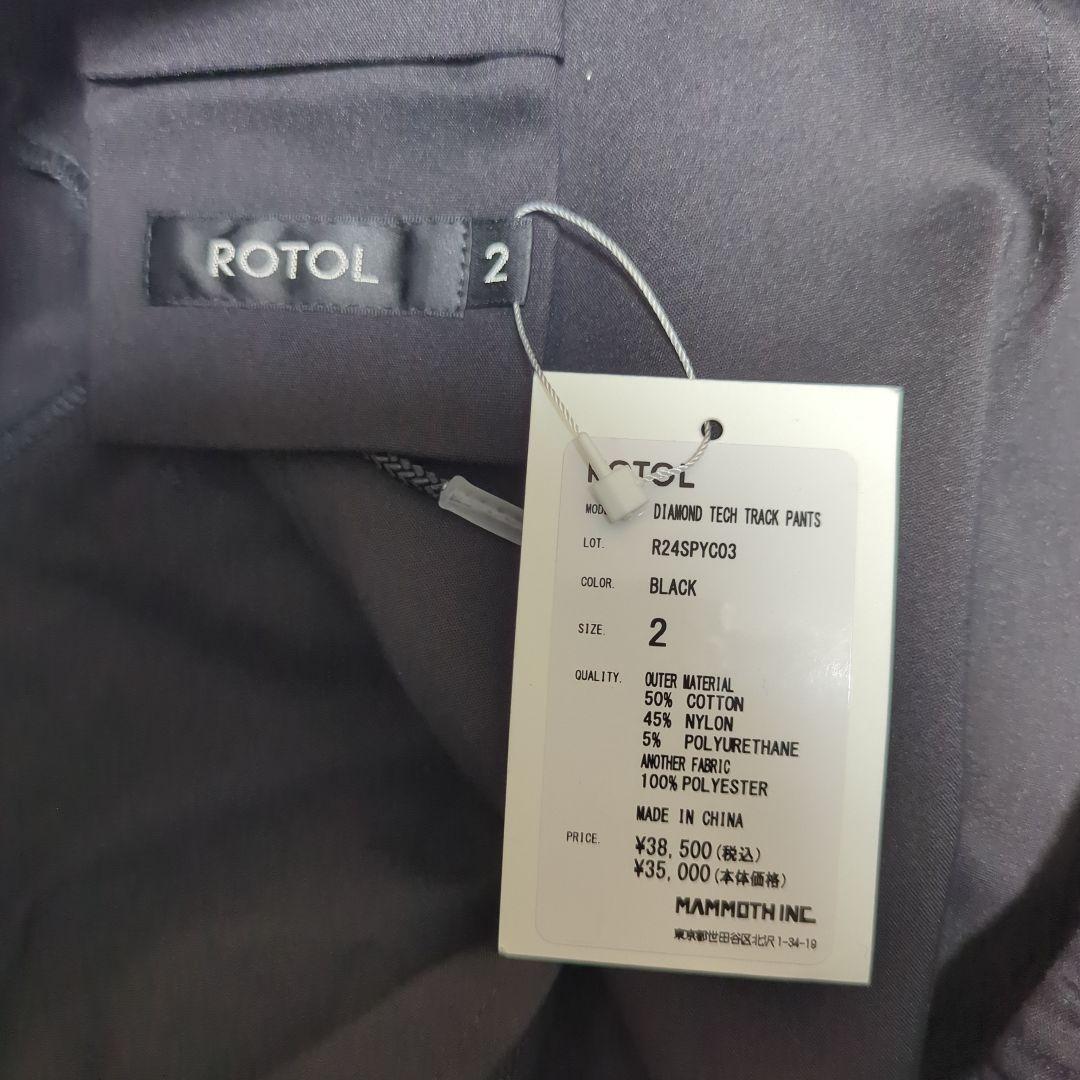 ROTOL 2
ROTOL
DIAMOND TECH TRACK PANTS
LOT. R24SPYC03
COLOR. BLACK
SIZE. 2
QUALITY. OUTER MATERIAL
50% COTTON
45% NYLON
5% POLYURETHANE
ANOTHER FABRIC
100% POLYESTER
MADE IN CHINA
PRICE. ¥38,500(税込)
¥35,000(本体価格)
MAMMOTH INC.
東京都世田谷区北沢1-34-19